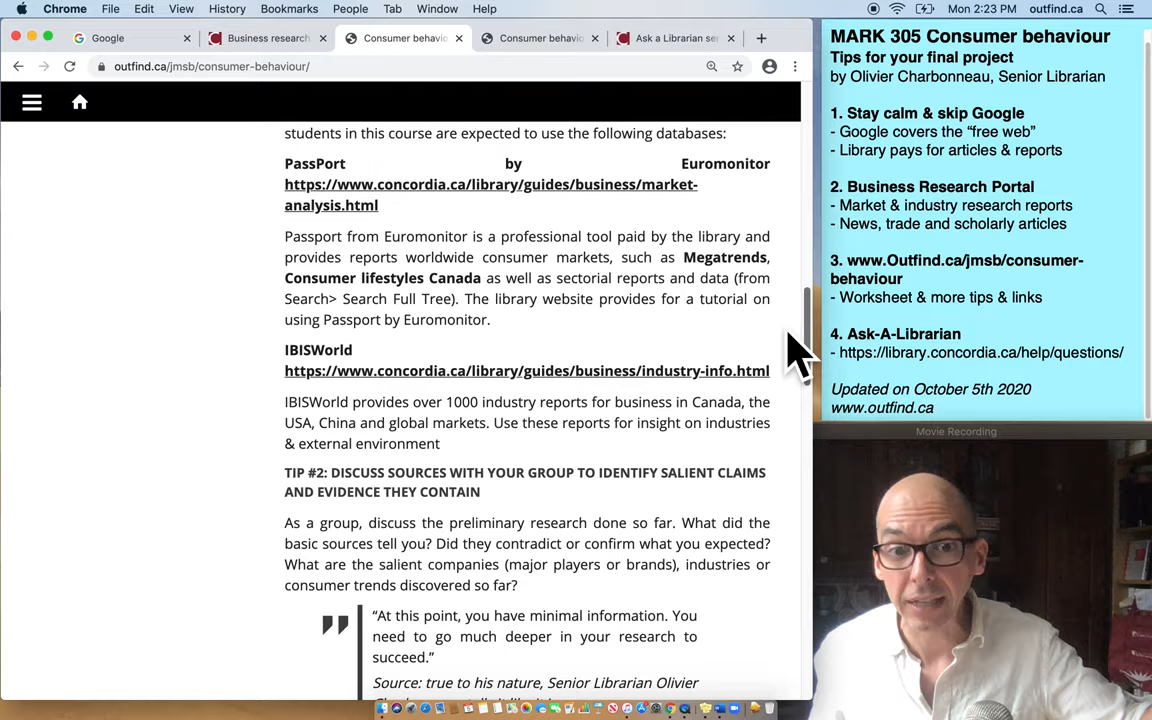 Chrome File Edit View History Bookmarks People Tab Window Help Mon 2:23 PM outfind.ca
Google Business research Consumer behavio Consumer behavio Ask a Librarian se
outfind.ca/jmsb/consumer-behaviour/
students in this course are expected to use the following databases:
PassPort by Euromonitor
https://www.concordia.ca/library/guides/business/market-
analysis.html
Passport from Euromonitor is a professional tool paid by the library and
provides reports worldwide consumer markets, such as Megatrends,
Consumer lifestyles Canada as well as sectorial reports and data (from
Search> Search Full Tree). The library website provides for a tutorial on
using Passport by Euromonitor.
IBISWorld
https://www.concordia.ca/library/guides/business/industry-info.html
IBISWorld provides over 1000 industry reports for business in Canada, the
USA, China and global markets. Use these reports for insight on industries
& external environment
TIP #2: DISCUSS SOURCES WITH YOUR GROUP TO IDENTIFY SALIENT CLAIMS
AND EVIDENCE THEY CONTAIN
As a group, discuss the preliminary research done so far. What did the
basic sources tell you? Did they contradict or confirm what you expected?
What are the salient companies (major players or brands), industries or
consumer trends discovered so far?
“At this point, you have minimal information. You
need to go much deeper in your research to
succeed.”
Source: true to his nature, Senior Librarian Olivier
MARK 305 Consumer behaviour
Tips for your final project
by Olivier Charbonneau, Senior Librarian
1. Stay calm & skip Google
- Google covers the “free web”
- Library pays for articles & reports
2. Business Research Portal
- Market & industry research reports
- News, trade and scholarly articles
3. www.Outfind.ca/jmsb/consumer-
behaviour
- Worksheet & more tips & links
4. Ask-A-Librarian
- https://library.concordia.ca/help/questions/
Updated on October 5th 2020
www.outfind.ca
Movie Recording